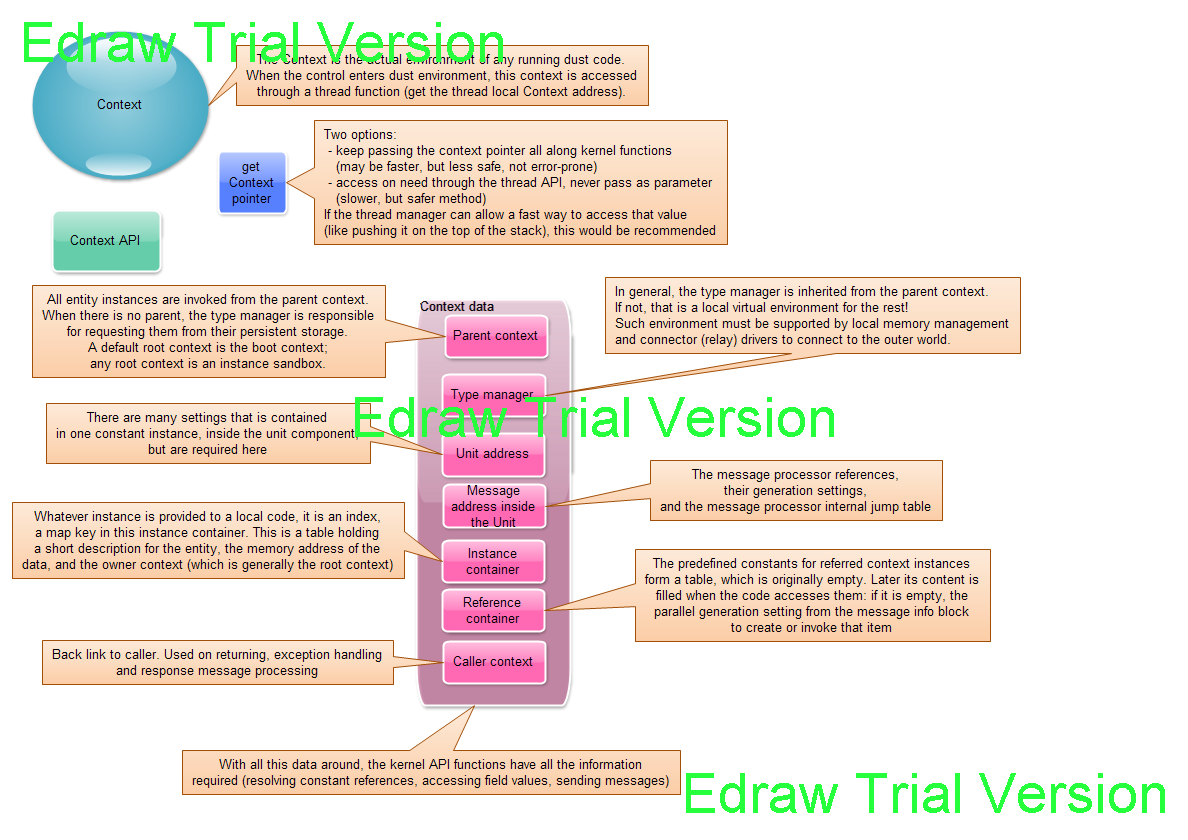 Edraw Trial Version
Context
The Context is the actual environment of any running dust code.
When the control enters dust environment, this context is accessed
through a thread function (get the thread local Context address).
get
Context
pointer
Two options:
- keep passing the context pointer all along kernel functions
(may be faster, but less safe, not error-prone)
- access on need through the thread API, never pass as parameter
(slower, but safer method)
If the thread manager can allow a fast way to access that value
(like pushing it on the top of the stack), this would be recommended
Context API
All entity instances are invoked from the parent context.
When there is no parent, the type manager is responsible
for requesting them from their persistent storage.
A default root context is the boot context;
any root context is an instance sandbox.
Context data
Parent context
In general, the type manager is inherited from the parent context.
If not, that is a local virtual environment for the rest!
Such environment must be supported by local memory management
and connector (relay) drivers to connect to the outer world.
Type manager
Edraw Trial Version
There are many settings that is contained
in one constant instance, inside the unit component,
but are required here
Unit address
Message
address inside
the Unit
The message processor references,
their generation settings,
and the message processor internal jump table
Whatever instance is provided to a local code, it is an index,
a map key in this instance container. This is a table holding
a short description for the entity, the memory address of the
data, and the owner context (which is generally the root context)
Instance
container
The predefined constants for referred context instances
form a table, which is originally empty. Later its content is
filled when the code accesses them: if it is empty, the
parallel generation setting from the message info block
to create or invoke that item
Reference
container
Back link to caller. Used on returning, exception handling
and response message processing
Caller context
With all this data around, the kernel API functions have all the information
required (resolving constant references, accessing field values, sending messages)
Edraw Trial Version